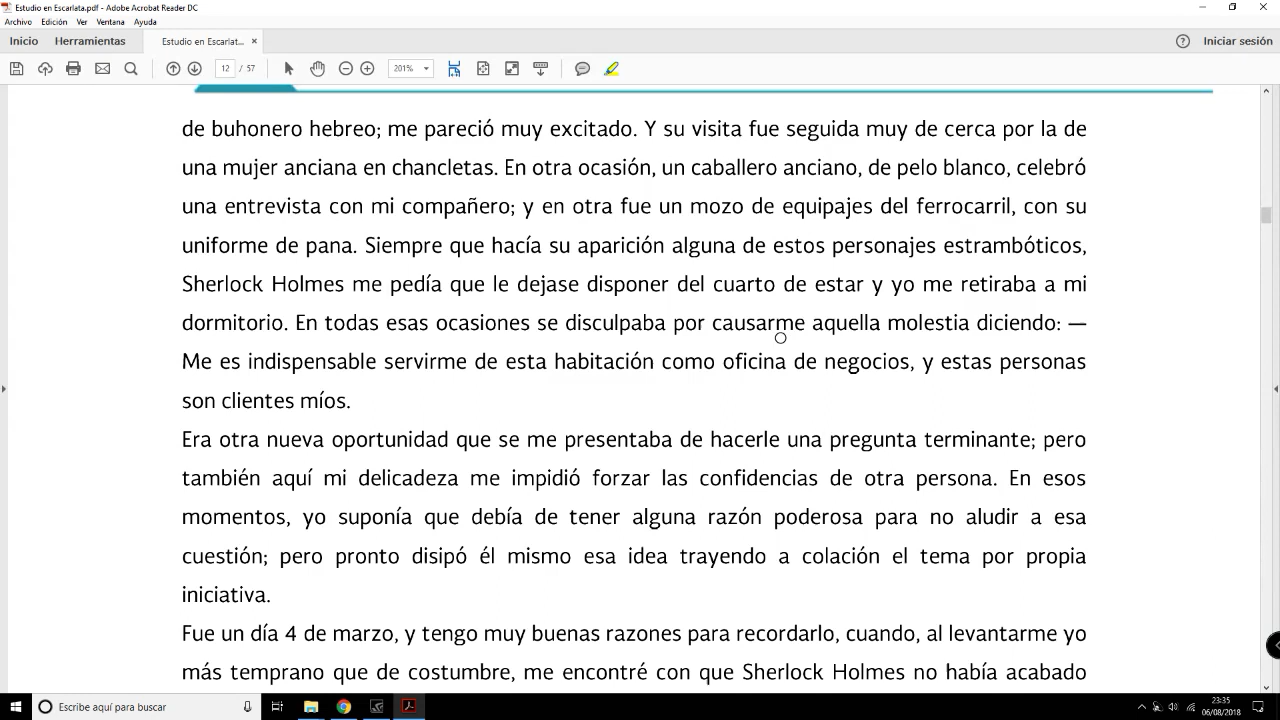 Estudio en Escarlata.pdf - Adobe Acrobat Reader DC
Archivo Edición Ver Ventana Ayuda
Inicio Herramientas Estudio en Escarlat... × Iniciar sesión
12 / 57 201%
de buhonero hebreo; me pareció muy excitado. Y su visita fue seguida muy de cerca por la de
una mujer anciana en chancletas. En otra ocasión, un caballero anciano, de pelo blanco, celebró
una entrevista con mi compañero; y en otra fue un mozo de equipajes del ferrocarril, con su
uniforme de pana. Siempre que hacía su aparición alguna de estos personajes estrambóticos,
Sherlock Holmes me pedía que le dejase disponer del cuarto de estar y yo me retiraba a mi
dormitorio. En todas esas ocasiones se disculpaba por causarme aquella molestia diciendo: —
Me es indispensable servirme de esta habitación como oficina de negocios, y estas personas
son clientes míos.
Era otra nueva oportunidad que se me presentaba de hacerle una pregunta terminante; pero
también aquí mi delicadeza me impidió forzar las confidencias de otra persona. En esos
momentos, yo suponía que debía de tener alguna razón poderosa para no aludir a esa
cuestión; pero pronto disipó él mismo esa idea trayendo a colación el tema por propia
iniciativa.
Fue un día 4 de marzo, y tengo muy buenas razones para recordarlo, cuando, al levantarme yo
más temprano que de costumbre, me encontré con que Sherlock Holmes no había acabado
Escribe aquí para buscar
23:35
06/08/2018